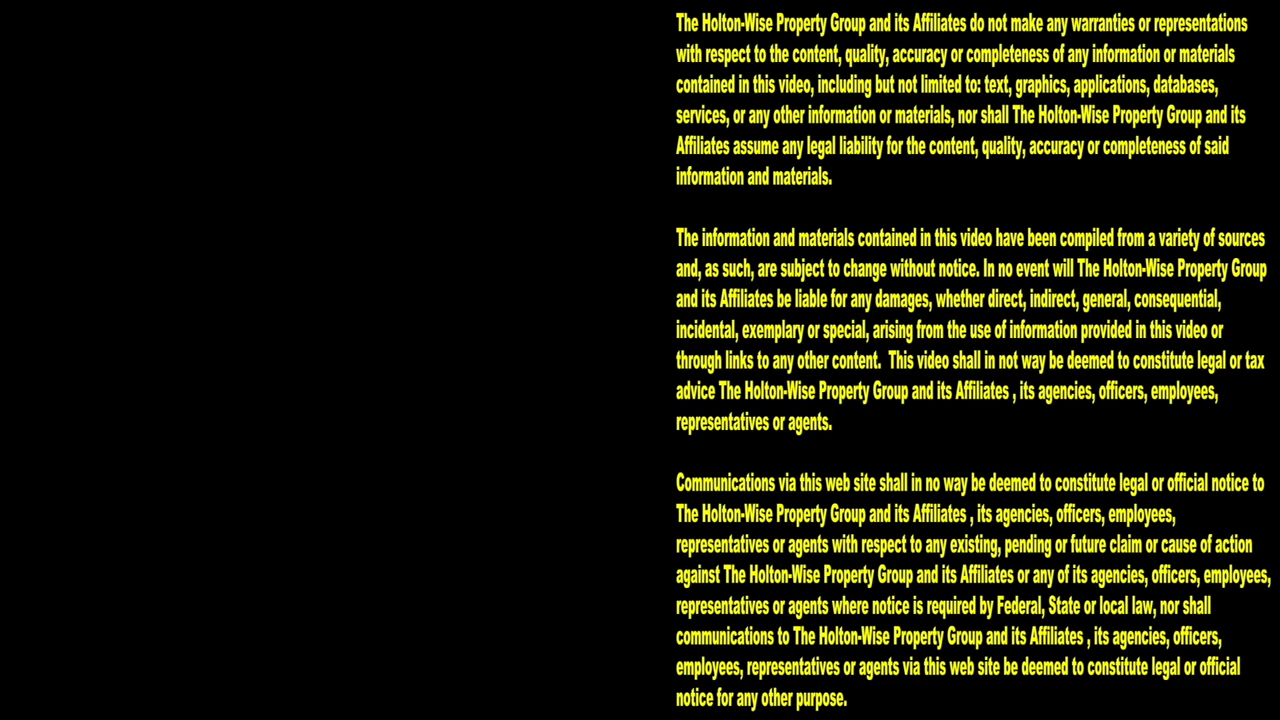 The Holton-Wise Property Group and its Affiliates do not make any warranties or representations
with respect to the content, quality, accuracy or completeness of any information or materials
contained in this video, including but not limited to: text, graphics, applications, databases,
services, or any other information or materials, nor shall The Holton-Wise Property Group and its
Affiliates assume any legal liability for the content, quality, accuracy or completeness of said
information and materials.
The information and materials contained in this video have been compiled from a variety of sources
and, as such, are subject to change without notice. In no event will The Holton-Wise Property Group
and its Affiliates be liable for any damages, whether direct, indirect, general, consequential,
incidental, exemplary or special, arising from the use of information provided in this video or
through links to any other content.  This video shall in not way be deemed to constitute legal or tax
advice The Holton-Wise Property Group and its Affiliates , its agencies, officers, employees,
representatives or agents.
Communications via this web site shall in no way be deemed to constitute legal or official notice to
The Holton-Wise Property Group and its Affiliates , its agencies, officers, employees,
representatives or agents with respect to any existing, pending or future claim or cause of action
against The Holton-Wise Property Group and its Affiliates or any of its agencies, officers, employees,
representatives or agents where notice is required by Federal, State or local law, nor shall
communications to The Holton-Wise Property Group and its Affiliates , its agencies, officers,
employees, representatives or agents via this web site be deemed to constitute legal or official
notice for any other purpose.